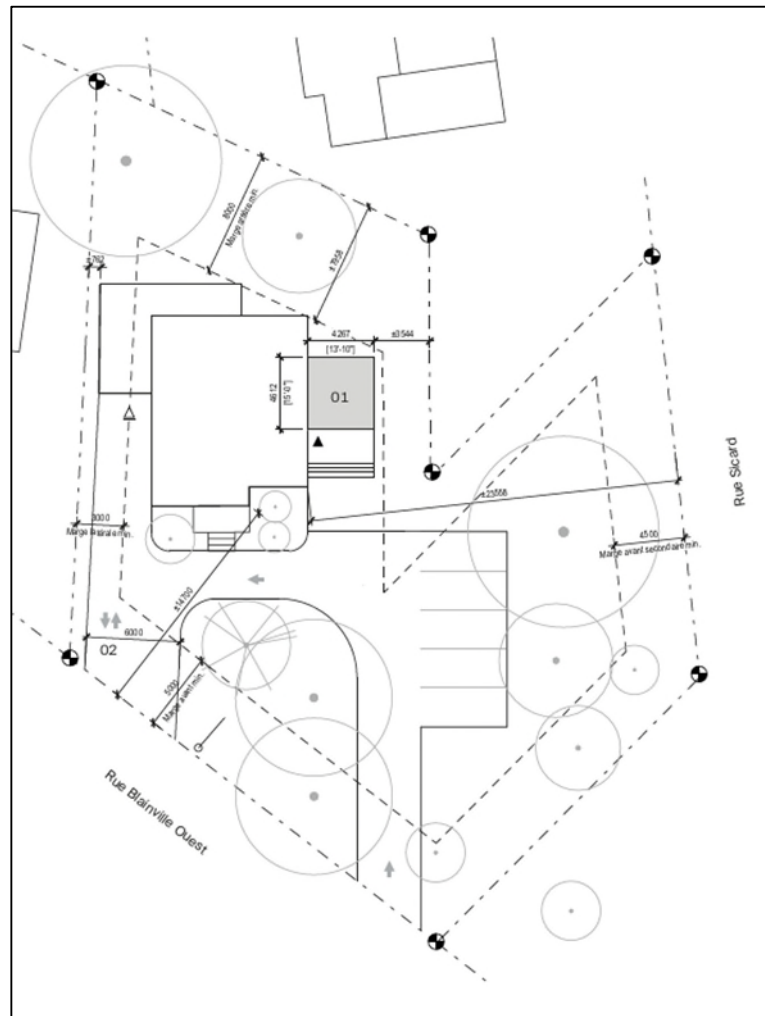 8000
Marge arrière min.
±7958
762
4267
[13'-10"]
±3544
4612
[15'-0"]
01
±23558
Rue Sicard
4500
Marge avant secondaire min.
3000
Marge latérale min.
±14700
6000
02
5000
Marge avant min.
Rue Blainville Ouest